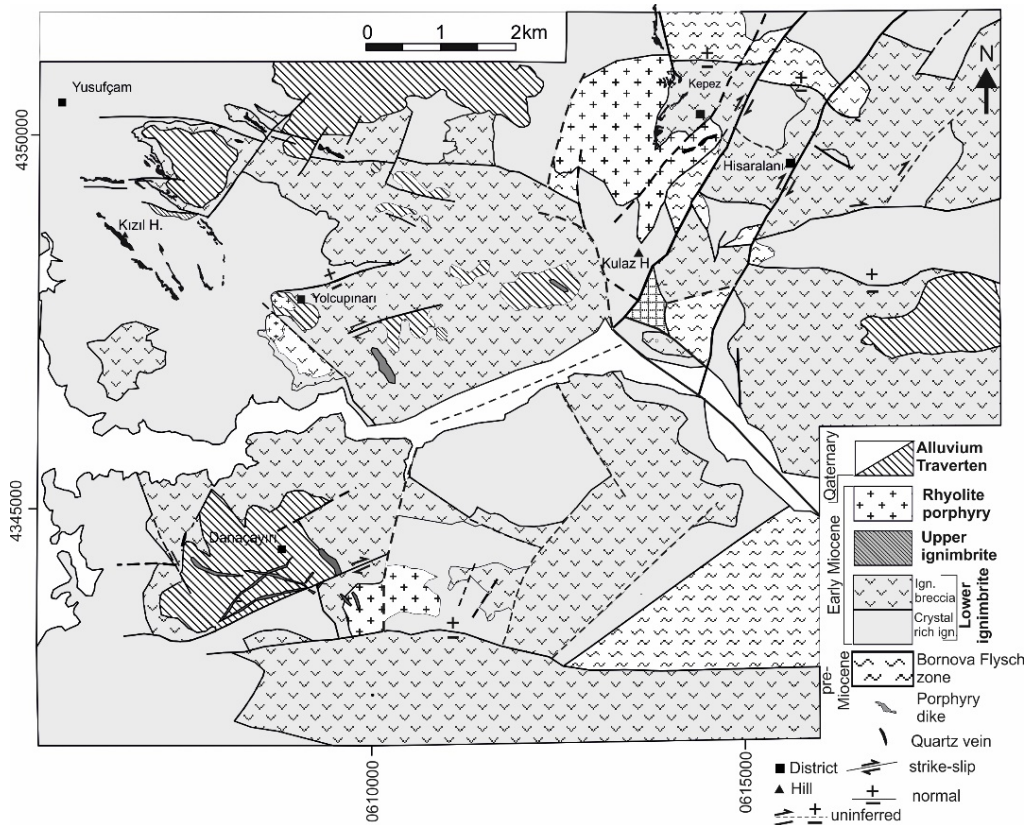 0 1 2km
Yusufçam
Kepez
N
4350000
Hisaralanı
Kızıl H.
Kulaz H.
Yolcupınarı
4345000
Danaçayırı
0610000
0615000
Qaternary
Alluvium
Traverten
Early Miocene
Rhyolite
porphyry
Upper
ignimbrite
Ign.
breccia
Crystal
rich ign.
Lower
ignimbrite
pre-
Miocene
Bornova Flysch
zone
Porphyry
dike
Quartz vein
District
strike-slip
Hill
normal
uninferred